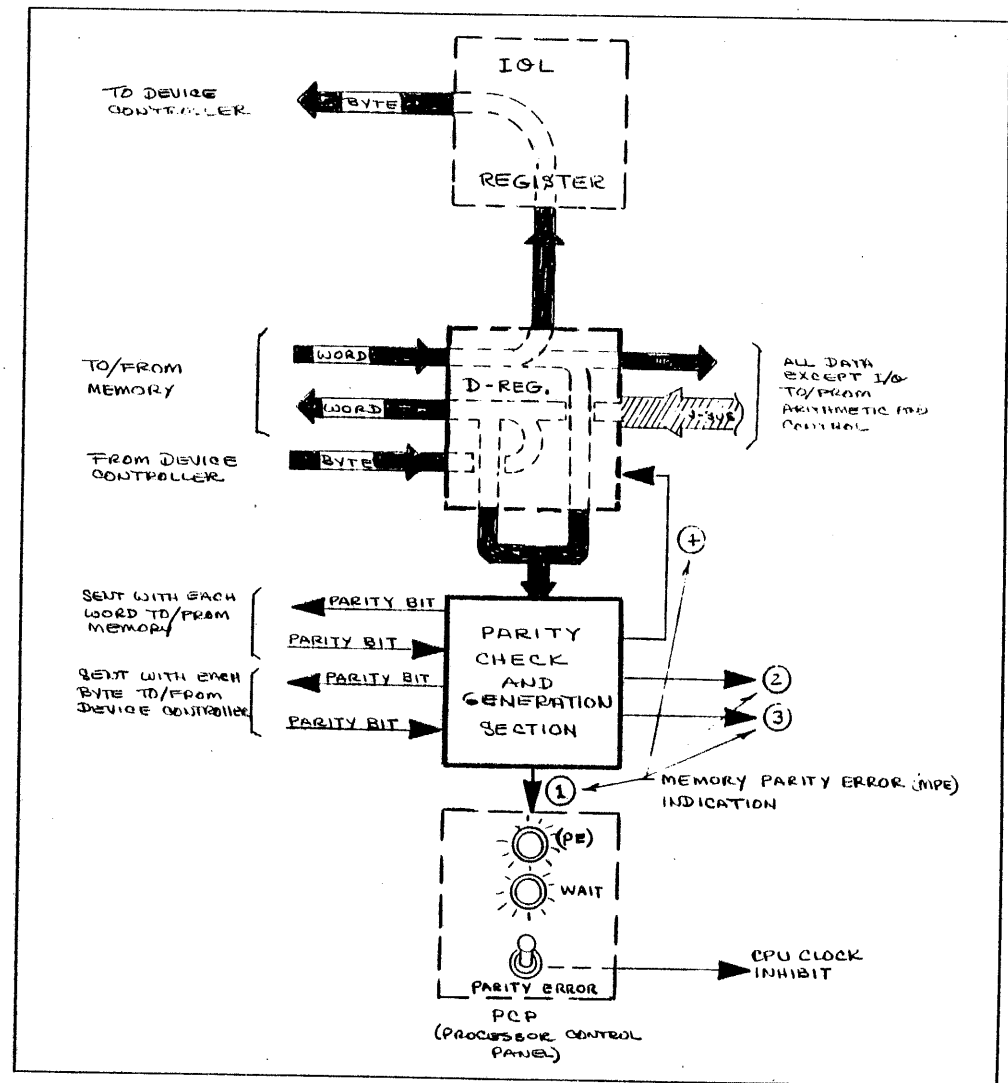 IOL
TO DEVICE
CONTROLLER
BYTE
REGISTER
WORD
TO/FROM
MEMORY
D-REG.
WORD
ALL DATA
EXCEPT I/O
TO/FROM
ARITHMETIC AND
CONTROL
FROM DEVICE
CONTROLLER
BYTE
4
SENT WITH EACH
WORD TO/FROM
MEMORY
PARITY BIT
PARITY BIT
SENT WITH EACH
BYTE TO/FROM
DEVICE CONTROLLER
PARITY BIT
PARITY BIT
PARITY
CHECK
AND
GENERATION
SECTION
2
3
1
MEMORY PARITY ERROR (MPE)
INDICATION
(PE)
WAIT
PARITY ERROR
CPU CLOCK
INHIBIT
PCP
(PROCESSOR CONTROL
PANEL)